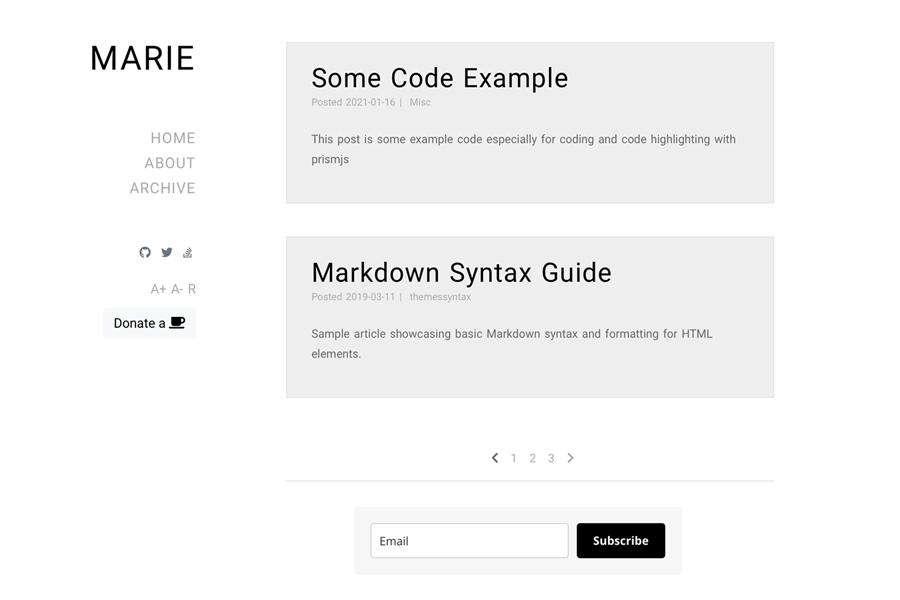 MARIE
HOME
ABOUT
ARCHIVE
A+ A- R
Donate a
Some Code Example
Posted 2021-01-16 | Misc
This post is some example code especially for coding and code highlighting with
prismjs
Markdown Syntax Guide
Posted 2019-03-11 | themessyntax
Sample article showcasing basic Markdown syntax and formatting for HTML
elements.
1 2 3
Email
Subscribe